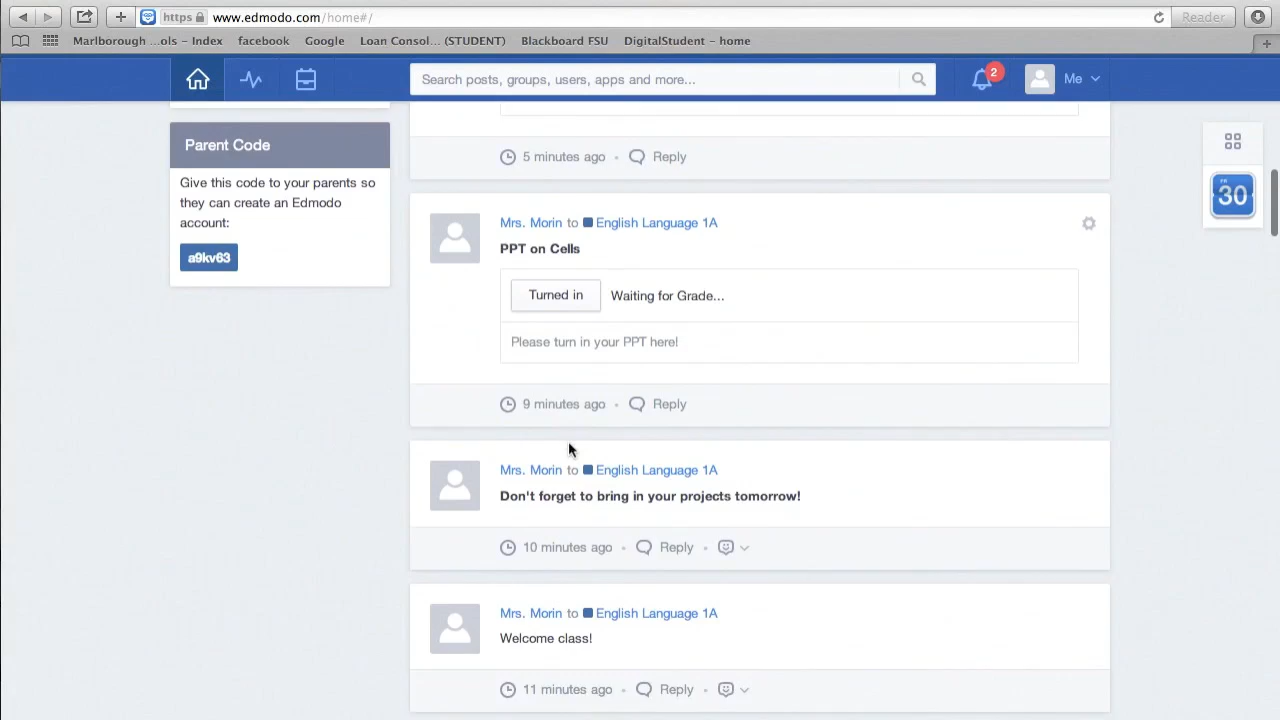 https www.edmodo.com/home#/
Reader
Marlborough ...ols – Index facebook Google Loan Consol... (STUDENT) Blackboard FSU DigitalStudent – home
Search posts, groups, users, apps and more...
2
Me
Parent Code
Give this code to your parents so
they can create an Edmodo
account:
a9kv63
5 minutes ago • Reply
FR
30
Mrs. Morin to English Language 1A
PPT on Cells
Turned in Waiting for Grade...
Please turn in your PPT here!
9 minutes ago • Reply
Mrs. Morin to English Language 1A
Don't forget to bring in your projects tomorrow!
10 minutes ago • Reply •
Mrs. Morin to English Language 1A
Welcome class!
11 minutes ago • Reply •